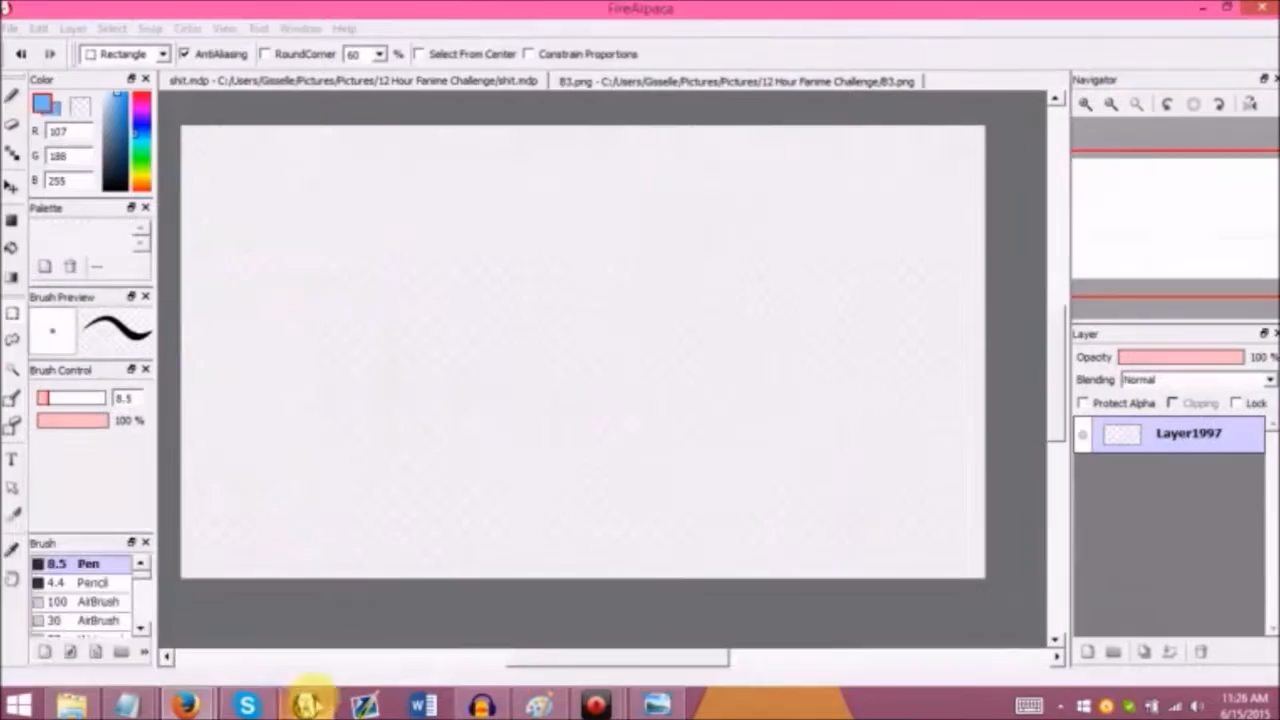 FireAlpaca
File Edit Layer Select Snap Color View Tool Window Help
Rectangle AntiAliasing RoundCorner 60 % Select From Center Constrain Proportions
Color
shit.mdp - C:/Users/Gisselle/Pictures/Pictures/12 Hour Fanime Challenge/shit.mdp
83.png - C:/Users/Gisselle/Pictures/Pictures/12 Hour Fanime Challenge/83.png
Navigator
R 107
G 188
B 255
Palette
---
Brush Preview
Brush Control
8.5
100 %
Brush
8.5 Pen
4.4 Pencil
100 AirBrush
30 AirBrush
Layer
Opacity 100 %
Blending Normal
Protect Alpha Clipping Lock
Layer1997
T
11:26 AM
6/15/2015